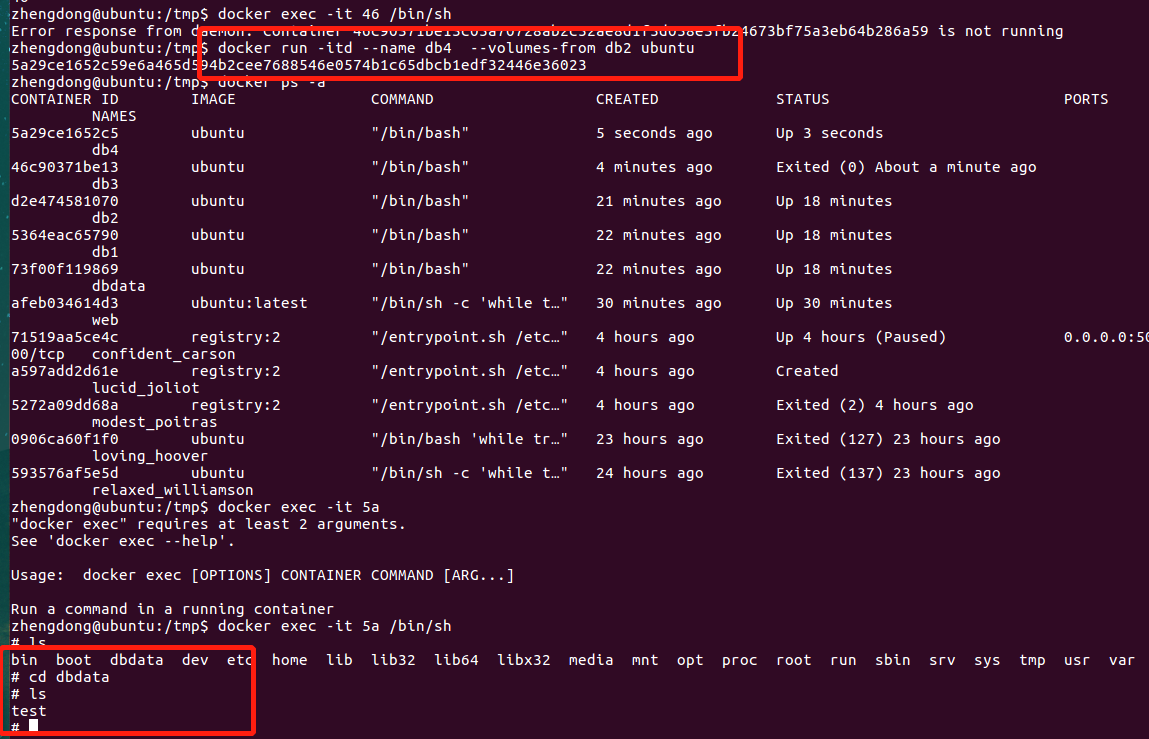 zhengdong@ubuntu:/tmp$ docker exec -it 46 /bin/sh
Error response from daemon: Container is not running
zhengdong@ubuntu:/tmp$ docker run -itd --name db4  --volumes-from db2 ubuntu
5a29ce1652c59e6a465d594b2cee7688546e0574b1c65dbcb1edf32446e36023
zhengdong@ubuntu:/tmp$ docker ps -a
CONTAINER ID        IMAGE               COMMAND                  CREATED             STATUS                          PORTS
         NAMES
5a29ce1652c5        ubuntu              "/bin/bash"              5 seconds ago       Up 3 seconds
         db4
46c90371be13        ubuntu              "/bin/bash"              4 minutes ago       Exited (0) About a minute ago
         db3
d2e474581070        ubuntu              "/bin/bash"              21 minutes ago      Up 18 minutes
         db2
5364eac65790        ubuntu              "/bin/bash"              22 minutes ago      Up 18 minutes
         db1
73f00f119869        ubuntu              "/bin/bash"              22 minutes ago      Up 18 minutes
         dbdata
afeb034614d3        ubuntu:latest       "/bin/sh -c 'while t…"   30 minutes ago      Up 30 minutes
         web
71519aa5ce4c        registry:2          "/entrypoint.sh /etc…"   4 hours ago         Up 4 hours (Paused)             0.0.0.0:50
00/tcp   confident_carson
a597add2d61e        registry:2          "/entrypoint.sh /etc…"   4 hours ago         Created
         lucid_joliot
5272a09dd68a        registry:2          "/entrypoint.sh /etc…"   4 hours ago         Exited (2) 4 hours ago
         modest_poitras
0906ca60f1f0        ubuntu              "/bin/bash 'while tr…"   23 hours ago        Exited (127) 23 hours ago
         loving_hoover
593576af5e5d        ubuntu              "/bin/sh -c 'while t…"   24 hours ago        Exited (137) 23 hours ago
         relaxed_williamson
zhengdong@ubuntu:/tmp$ docker exec -it 5a
"docker exec" requires at least 2 arguments.
See 'docker exec --help'.
Usage:  docker exec [OPTIONS] CONTAINER COMMAND [ARG...]
Run a command in a running container
zhengdong@ubuntu:/tmp$ docker exec -it 5a /bin/sh
# ls
bin  boot  dbdata  dev  etc  home  lib  lib32  lib64  libx32  media  mnt  opt  proc  root  run  sbin  srv  sys  tmp  usr  var
# cd dbdata
# ls
test
#